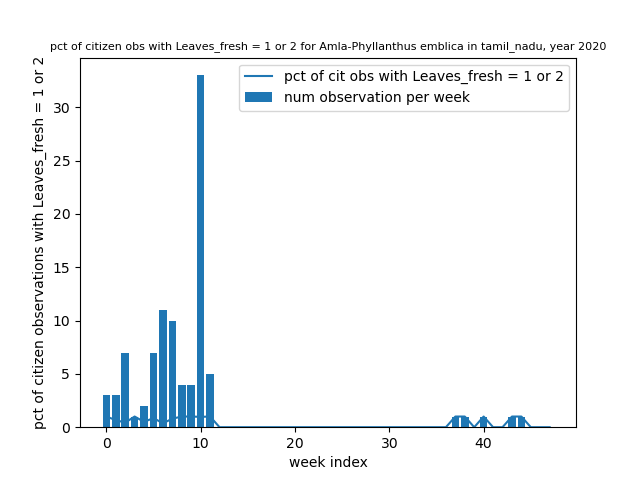 pct of citizen obs with Leaves_fresh = 1 or 2 for Amla-Phyllanthus emblica in tamil_nadu, year 2020
pct of citizen observations with Leaves_fresh = 1 or 2
pct of cit obs with Leaves_fresh = 1 or 2
num observation per week
30
25
20
15
10
5
0
0 10 20 30 40
week index